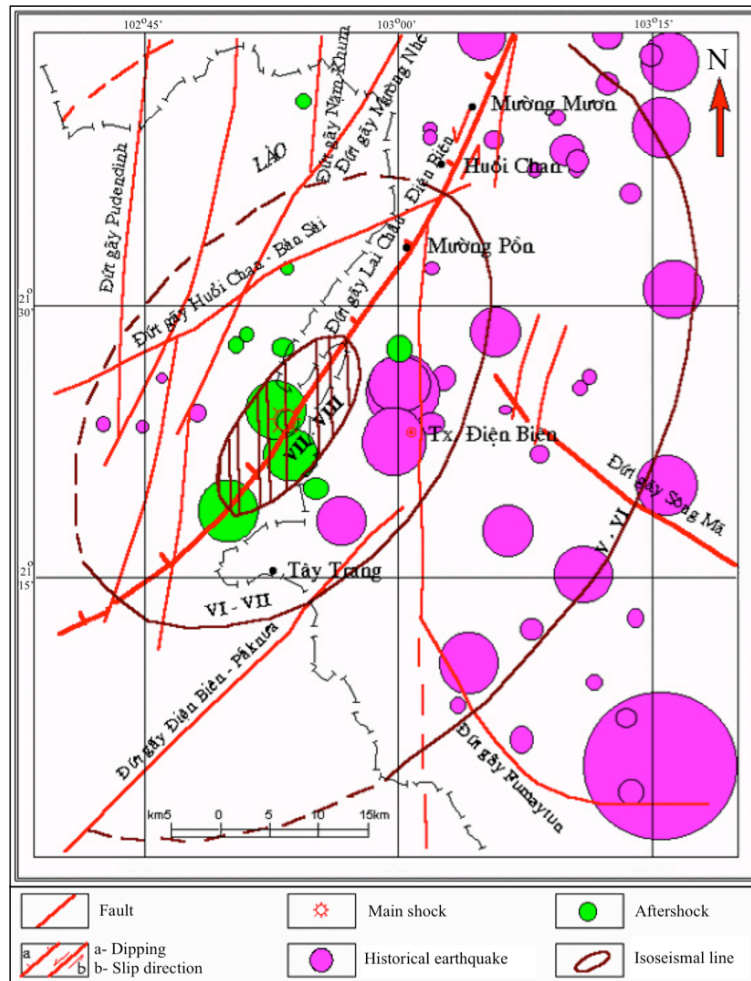 102°45'
103°00'
103°15'
N
Mường Mươn
Huổi Chan
Mường Pồn
LÀO
Đứt gãy Pudendinh
Đứt gãy Nậm Khum
Đứt gãy Mường Nhé
Đứt gãy Lai Châu - Điện Biên
Đứt gãy Huổi Chan - Bản Sài
21°
30'
VII-VIII
Tx. Điện Biên
Đứt gãy Sông Mã
V - VI
21°
15'
Tây Trang
VI - VII
Đứt gãy Điện Biên - Paknua
Đứt gãy Fumaytun
km5 0 5 10 15km
Fault
Main shock
Aftershock
a b
a- Dipping
b- Slip direction
Historical earthquake
Isoseismal line